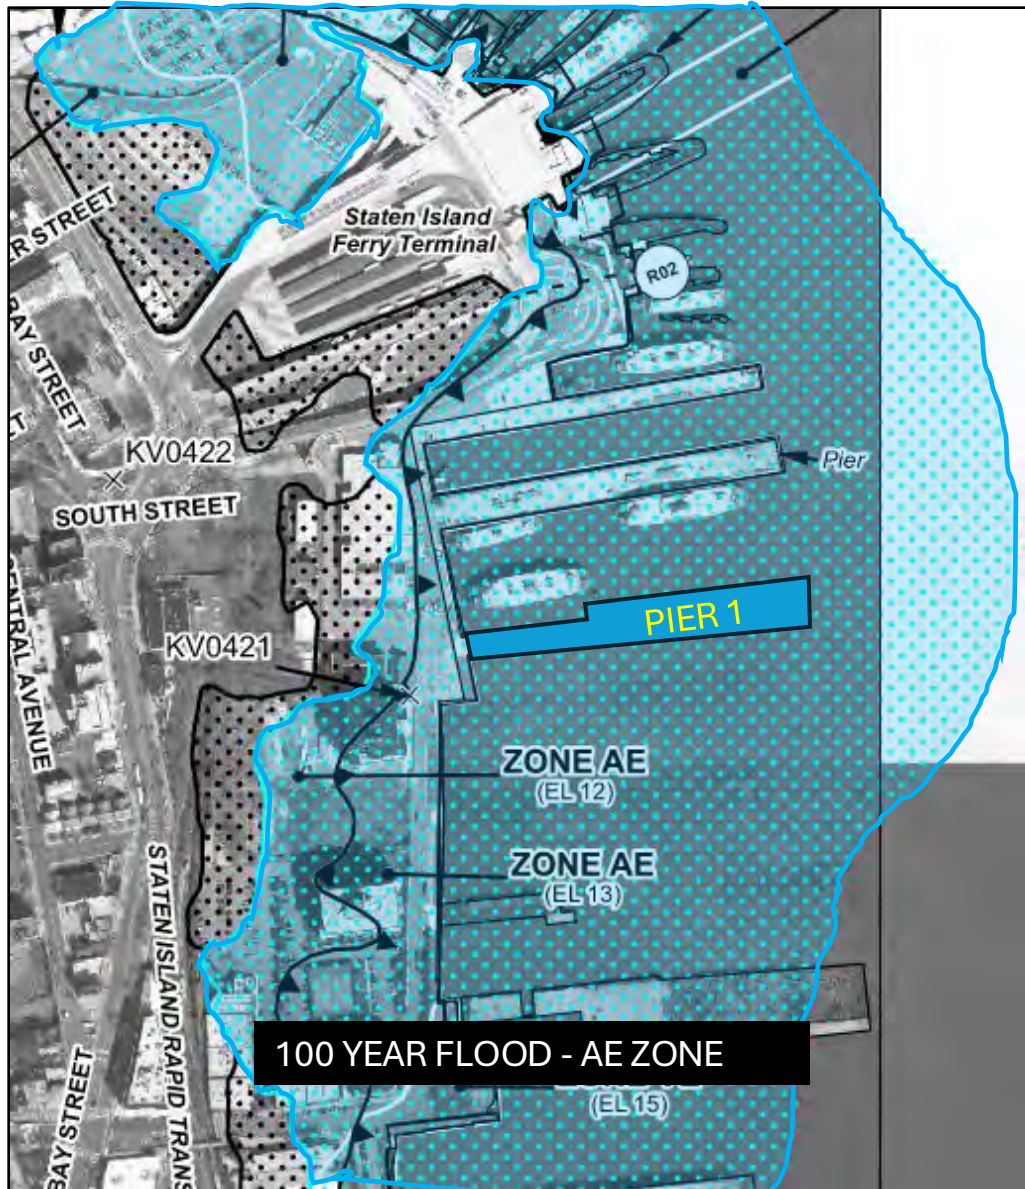 ER STREET
Staten Island
Ferry Terminal
R02
BAY STREET
KV0422
Pier
SOUTH STREET
PIER 1
KV0421
CENTRAL AVENUE
ZONE AE
(EL 12)
ZONE AE
(EL 13)
STATEN ISLAND RAPID TRANS
100 YEAR FLOOD - AE ZONE
(EL 15)
BAY STREET